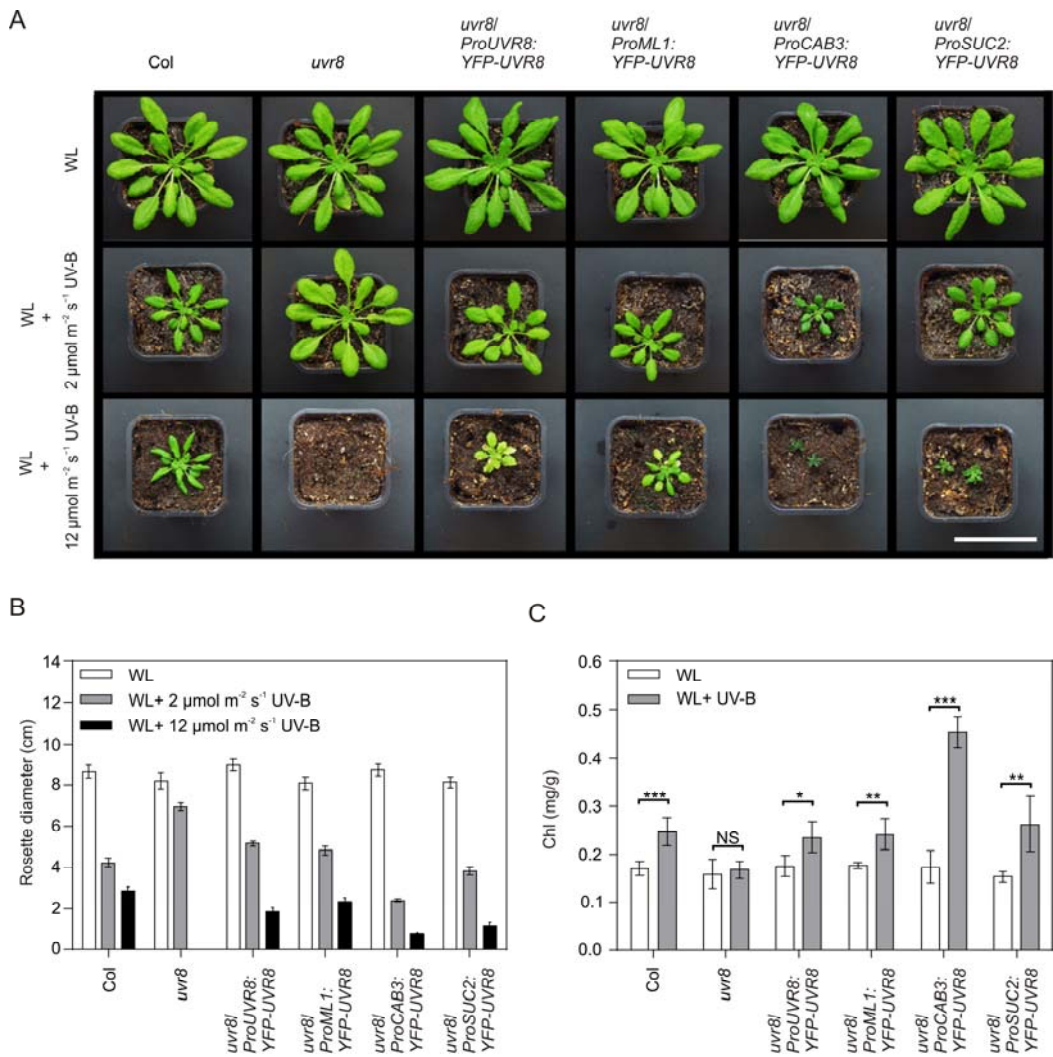 A
Col
uvr8
uvr8/
ProUVR8:
YFP-UVR8
uvr8/
ProML1:
YFP-UVR8
uvr8/
ProCAB3:
YFP-UVR8
uvr8/
ProSUC2:
YFP-UVR8
WL
WL
+
2 µmol m⁻² s⁻¹ UV-B
WL
+
12 µmol m⁻² s⁻¹ UV-B
B
Rosette diameter (cm)
14
12
10
8
6
4
2
0
WL
WL+ 2 µmol m⁻² s⁻¹ UV-B
WL+ 12 µmol m⁻² s⁻¹ UV-B
Col
uvr8
uvr8/
ProUVR8:
YFP-UVR8
uvr8/
ProML1:
YFP-UVR8
uvr8/
ProCAB3:
YFP-UVR8
uvr8/
ProSUC2:
YFP-UVR8
C
Chl (mg/g)
0.6
0.5
0.4
0.3
0.2
0.1
0.0
WL
WL+ UV-B
***
NS
*
**
***
**
Col
uvr8
uvr8/
ProUVR8:
YFP-UVR8
uvr8/
ProML1:
YFP-UVR8
uvr8/
ProCAB3:
YFP-UVR8
uvr8/
ProSUC2:
YFP-UVR8